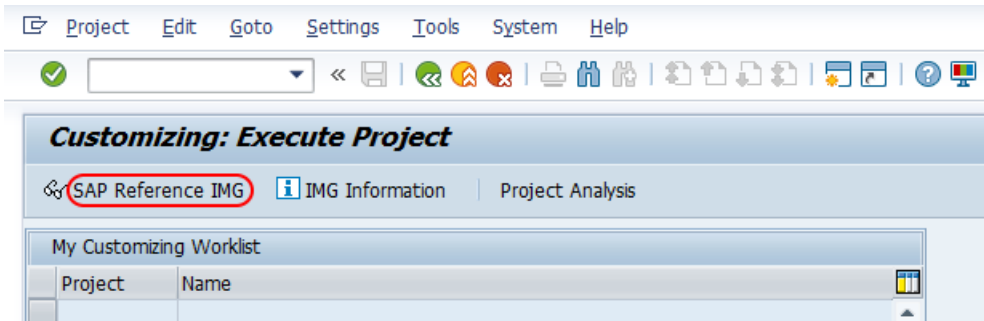 Project Edit Goto Settings Tools System Help
Customizing: Execute Project
SAP Reference IMG IMG Information Project Analysis
My Customizing Worklist
Project Name